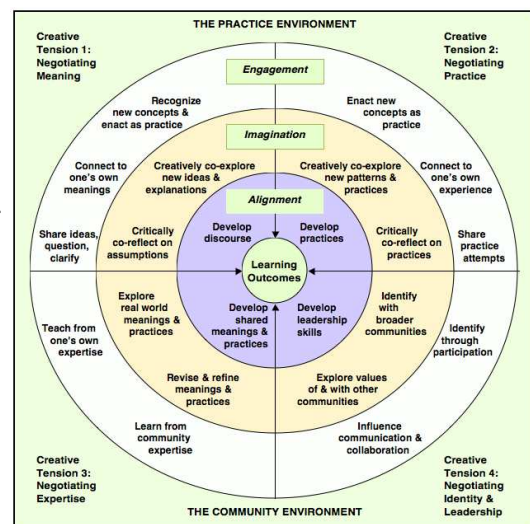 THE PRACTICE ENVIRONMENT
Creative
Tension 1:
Negotiating
Meaning
Creative
Tension 2:
Negotiating
Practice
Engagement
Recognize
new concepts &
enact as practice
Enact new
concepts as
practice
Imagination
Connect to
one's own
meanings
Creatively co-explore
new ideas &
explanations
Creatively co-explore
new patterns &
practices
Connect to
one's own
experience
Alignment
Share ideas,
question,
clarify
Critically
co-reflect on
assumptions
Develop
discourse
Develop
practices
Critically
co-reflect on
practices
Share
practice
attempts
Learning
Outcomes
Teach from
one's own
expertise
Explore
real world
meanings &
practices
Develop
shared
meanings &
practices
Develop
leadership
skills
Identify
with
broader
communities
Identify
through
participation
Revise & refine
meanings &
practices
Explore values
of & with other
communities
Learn from
community
expertise
Influence
communication &
collaboration
Creative
Tension 3:
Negotiating
Expertise
Creative
Tension 4:
Negotiating
Identity &
Leadership
THE COMMUNITY ENVIRONMENT